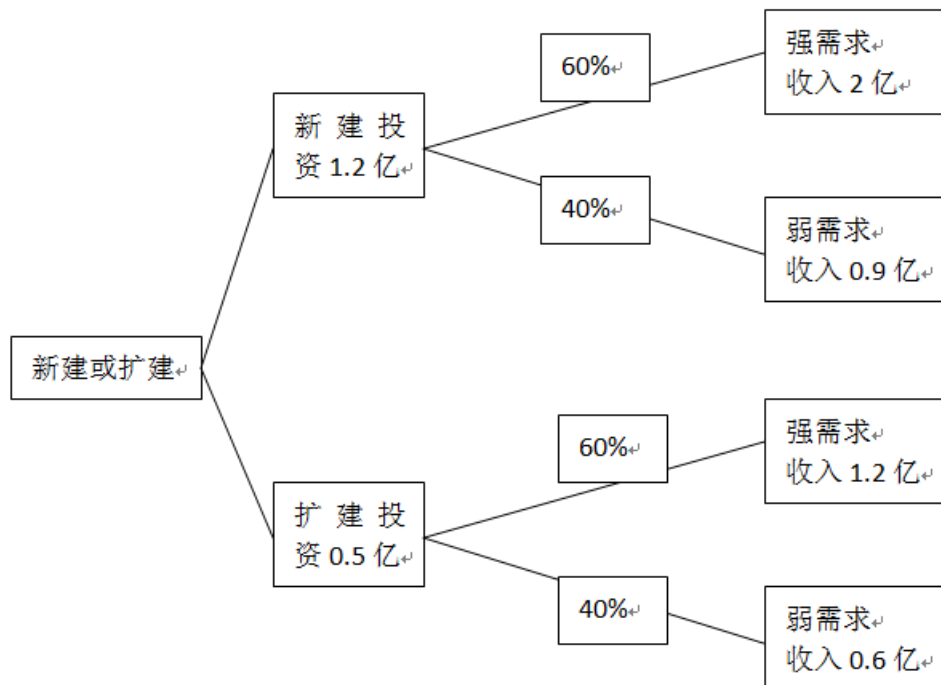 60%
强需求
收入 2 亿
新建投
资 1.2 亿
40%
弱需求
收入 0.9 亿
新建或扩建
60%
强需求
收入 1.2 亿
扩建投
资 0.5 亿
40%
弱需求
收入 0.6 亿